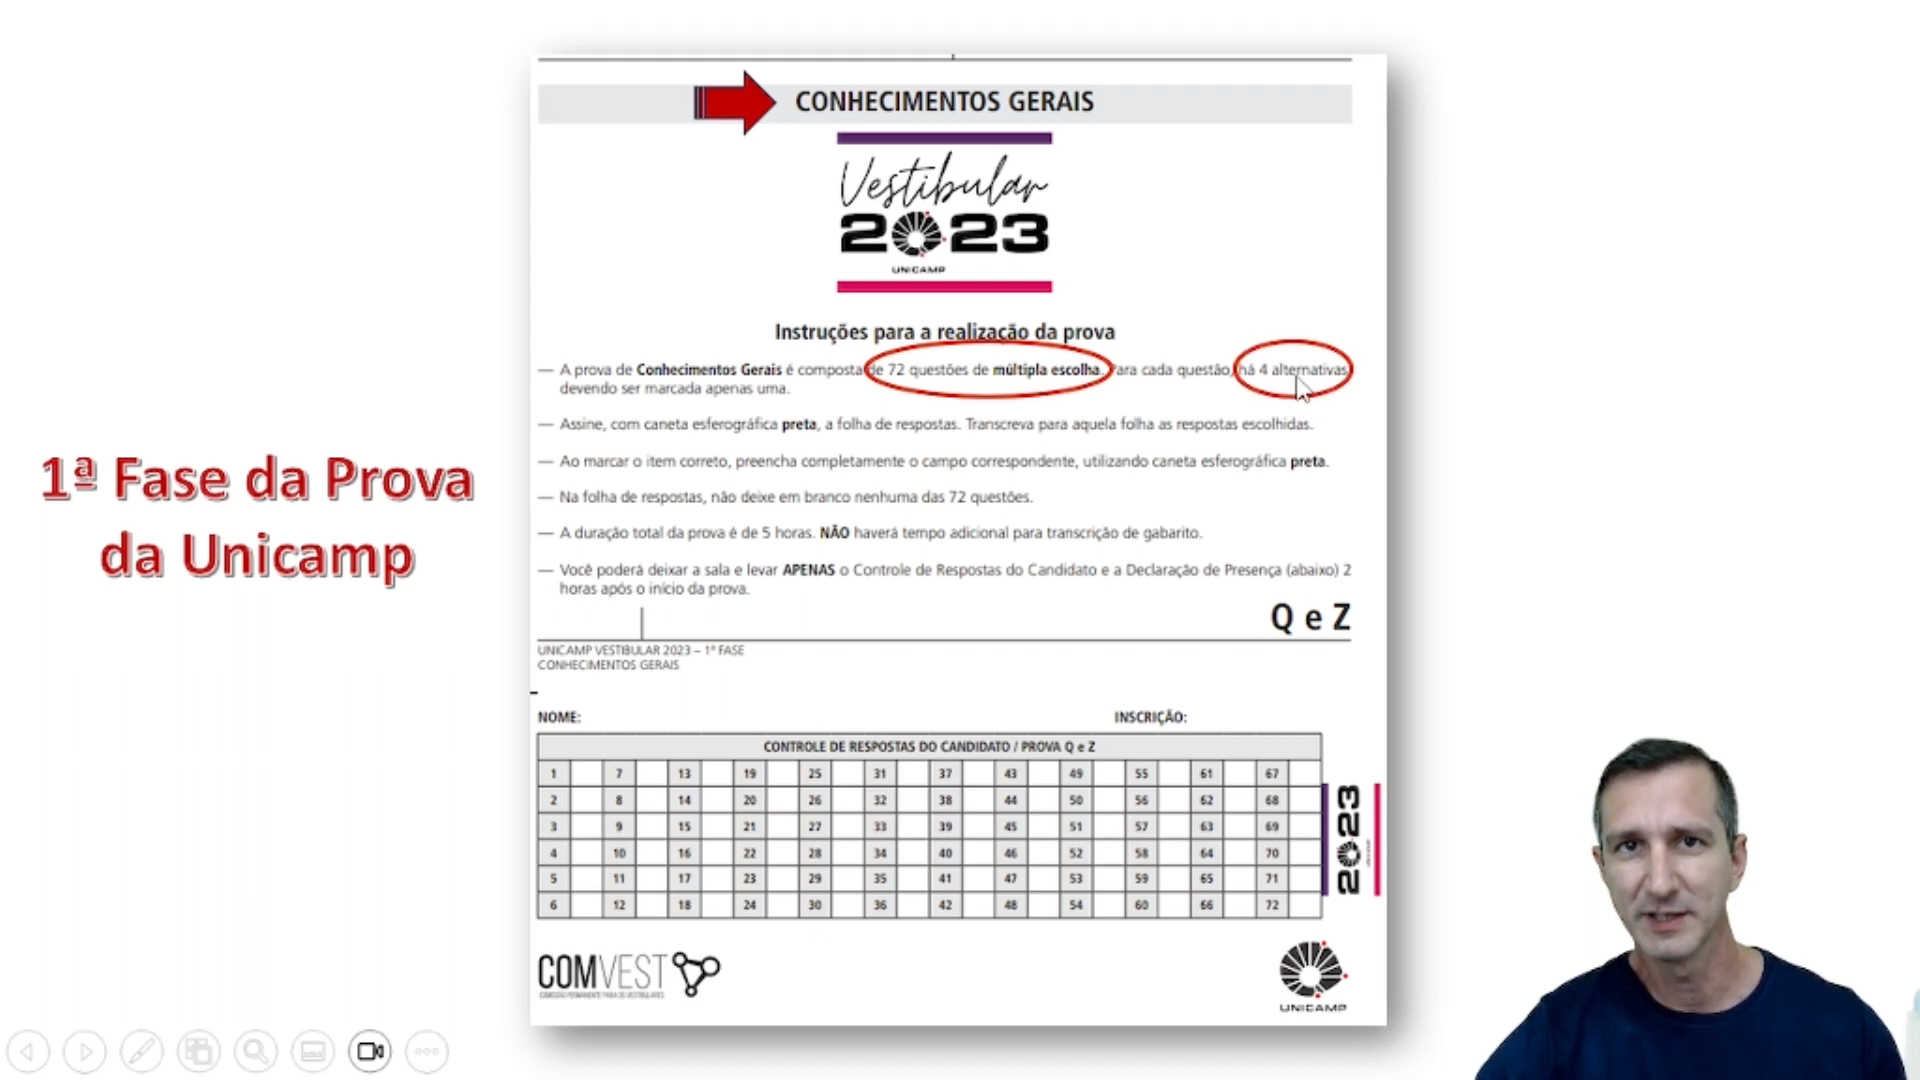 1ª Fase da Prova
da Unicamp
CONHECIMENTOS GERAIS
Vestibular
2023
UNICAMP
Instruções para a realização da prova
— A prova de Conhecimentos Gerais é composta de 72 questões de múltipla escolha. Para cada questão, há 4 alternativas,
devendo ser marcada apenas uma.
— Assine, com caneta esferográfica preta, a folha de respostas. Transcreva para aquela folha as respostas escolhidas.
— Ao marcar o item correto, preencha completamente o campo correspondente, utilizando caneta esferográfica preta.
— Na folha de respostas, não deixe em branco nenhuma das 72 questões.
— A duração total da prova é de 5 horas. NÃO haverá tempo adicional para transcrição de gabarito.
— Você poderá deixar a sala e levar APENAS o Controle de Respostas do Candidato e a Declaração de Presença (abaixo) 2
horas após o início da prova.
Q e Z
UNICAMP VESTIBULAR 2023 – 1ª FASE
CONHECIMENTOS GERAIS
NOME: INSCRIÇÃO:
CONTROLE DE RESPOSTAS DO CANDIDATO / PROVA Q e Z
1 7 13 19 25 31 37 43 49 55 61 67
2 8 14 20 26 32 38 44 50 56 62 68
3 9 15 21 27 33 39 45 51 57 63 69
4 10 16 22 28 34 40 46 52 58 64 70
5 11 17 23 29 35 41 47 53 59 65 71
6 12 18 24 30 36 42 48 54 60 66 72
2023
COMVEST
COMISSÃO PERMANENTE PARA OS VESTIBULARES
UNICAMP